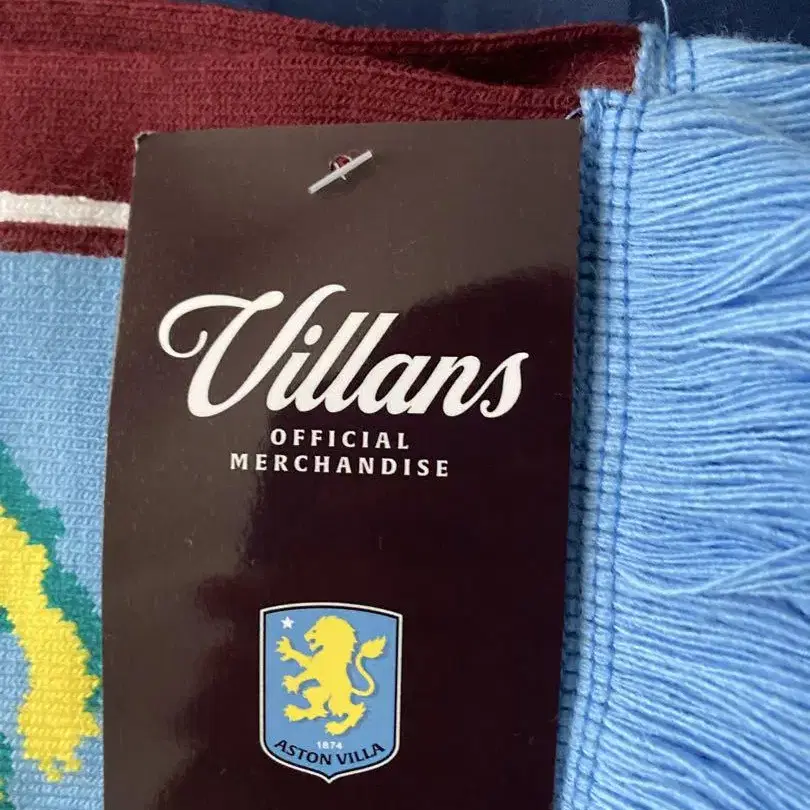 Villans
OFFICIAL
MERCHANDISE
1874
ASTON VILLA